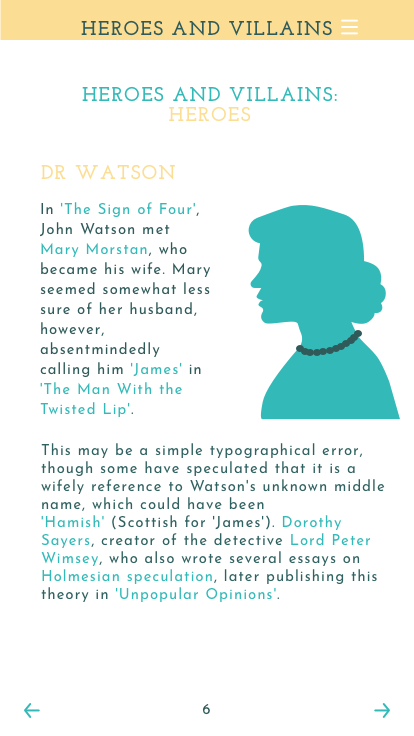 HEROES AND VILLAINS
HEROES AND VILLAINS:
HEROES
DR WATSON
In 'The Sign of Four',
John Watson met
Mary Morstan, who
became his wife. Mary
seemed somewhat less
sure of her husband,
however,
absentmindedly
calling him 'James' in
'The Man With the
Twisted Lip'.
This may be a simple typographical error,
though some have speculated that it is a
wifely reference to Watson's unknown middle
name, which could have been
'Hamish' (Scottish for 'James'). Dorothy
Sayers, creator of the detective Lord Peter
Wimsey, who also wrote several essays on
Holmesian speculation, later publishing this
theory in 'Unpopular Opinions'.
6